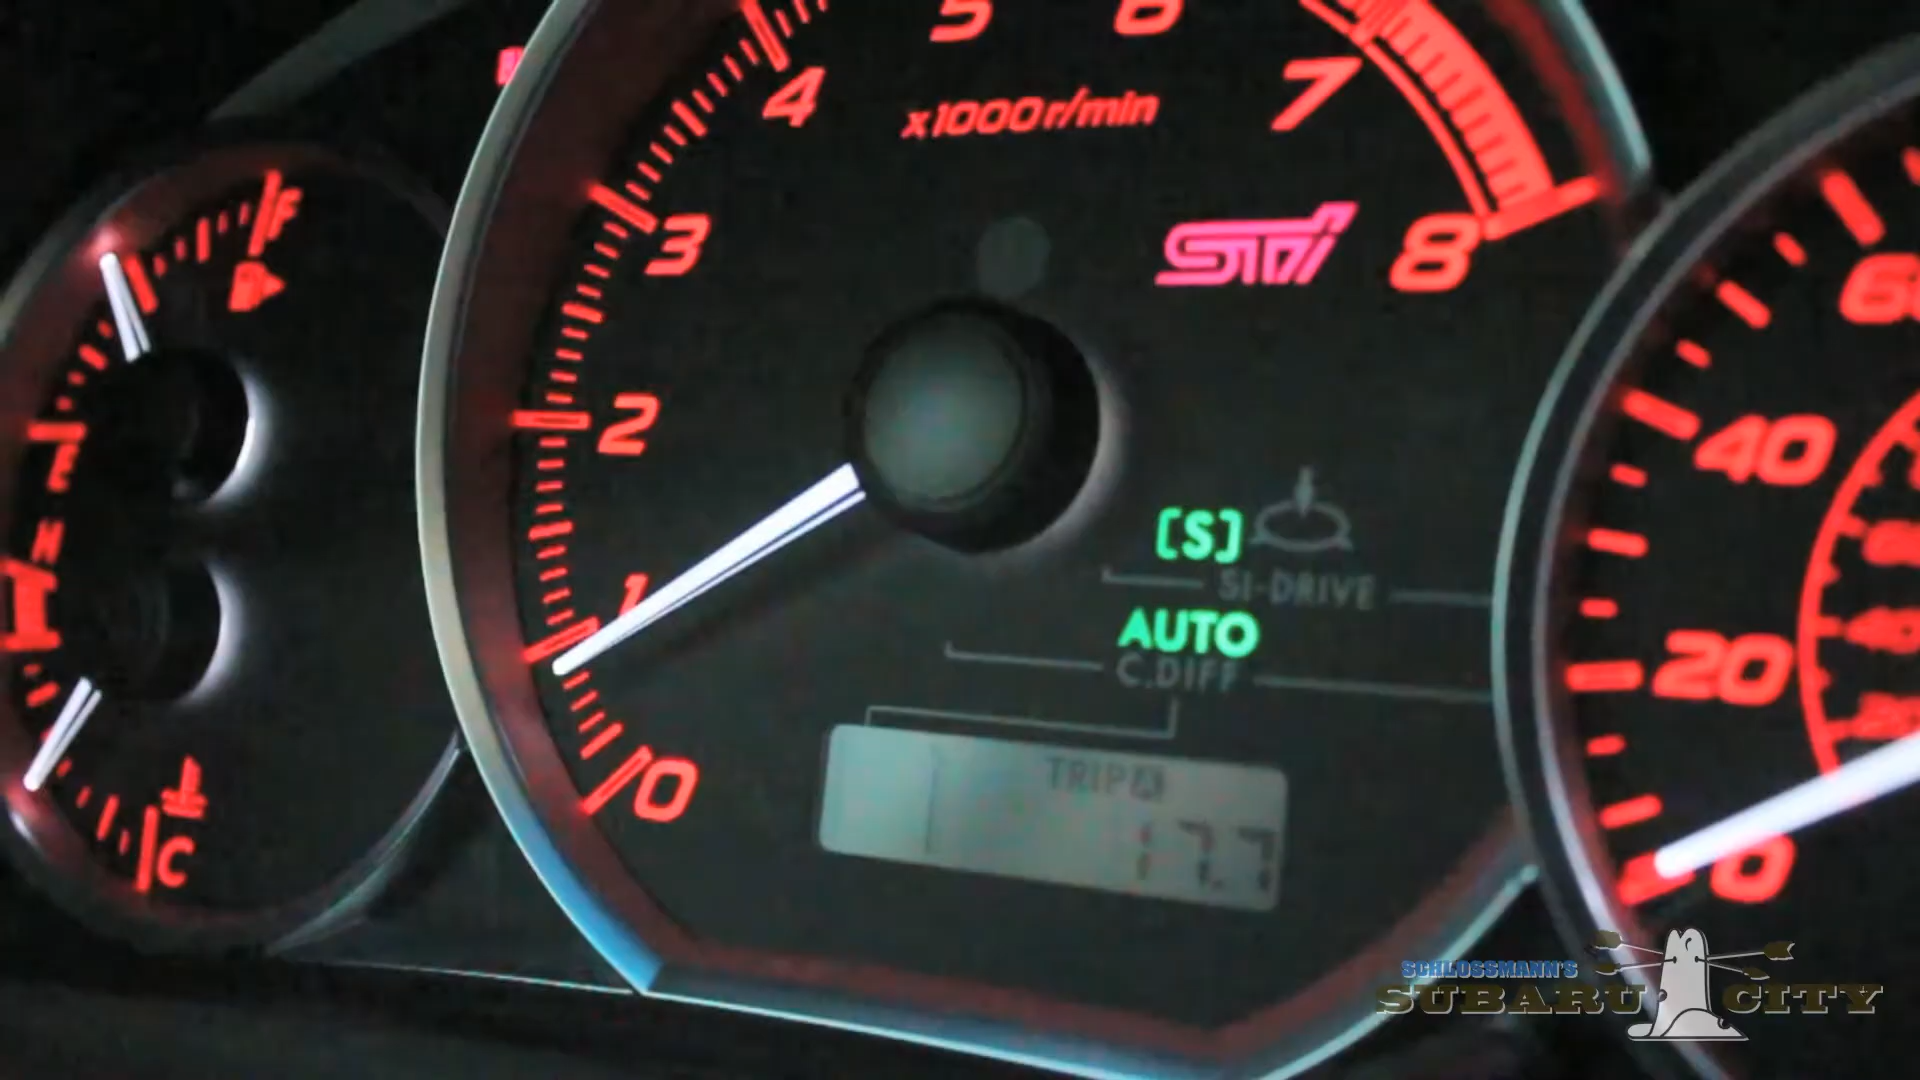 5 6
4
x1000r/min
7
F
3
STi
8
60
2
40
E
H
[S]
SI-DRIVE
1
AUTO
20
C.DIFF
TRIP A
0
17.7
C
0
SCHLOSSMANN'S
SUBARU CITY